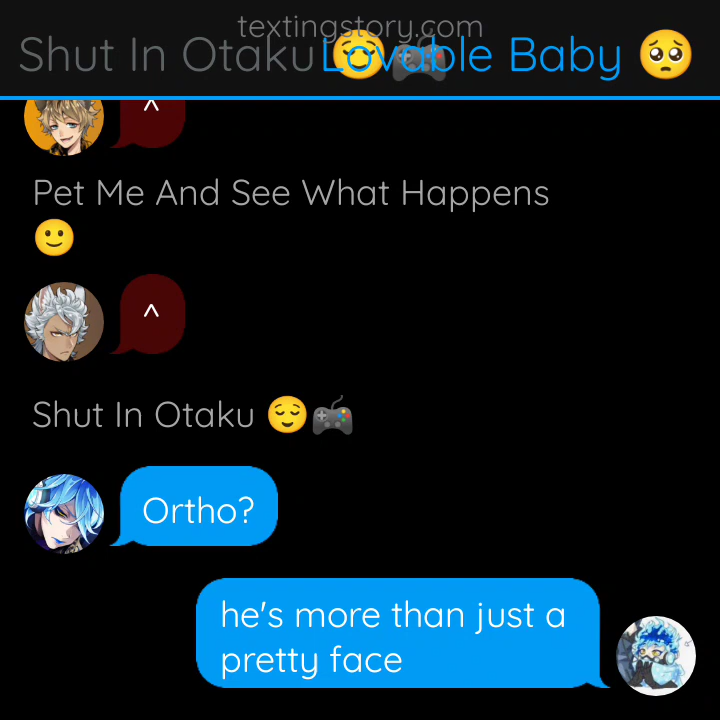 textingstory.com
Shut In Otaku 😌🎮 Lovable Baby 🥺
^
Pet Me And See What Happens
🙂
^
Shut In Otaku 😌🎮
Ortho?
he's more than just a
pretty face